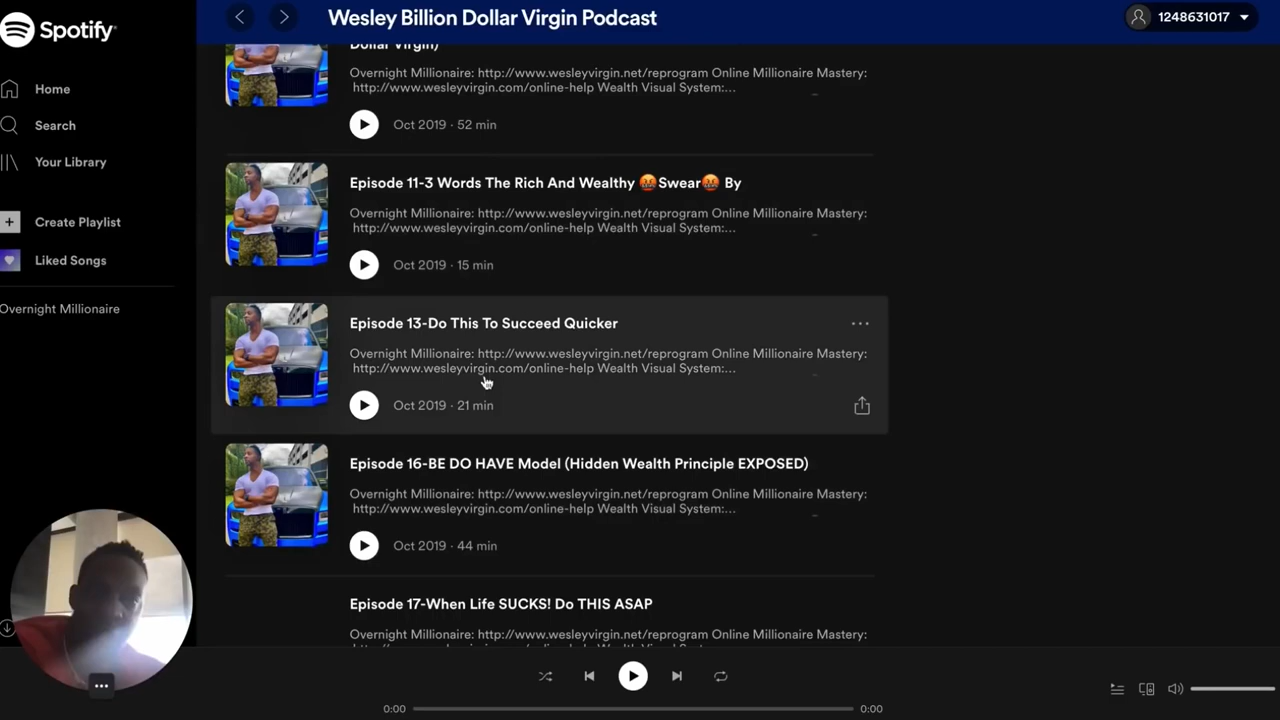 Spotify
Wesley Billion Dollar Virgin Podcast
1248631017
Home
Search
Your Library
Create Playlist
Liked Songs
Overnight Millionaire
Dollar Virgin)
Overnight Millionaire: http://www.wesleyvirgin.net/reprogram Online Millionaire Mastery:
http://www.wesleyvirgin.com/online-help Wealth Visual System:...
Oct 2019 · 52 min
Episode 11-3 Words The Rich And Wealthy 🤬Swear🤬 By
Overnight Millionaire: http://www.wesleyvirgin.net/reprogram Online Millionaire Mastery:
http://www.wesleyvirgin.com/online-help Wealth Visual System:...
Oct 2019 · 15 min
Episode 13-Do This To Succeed Quicker
Overnight Millionaire: http://www.wesleyvirgin.net/reprogram Online Millionaire Mastery:
http://www.wesleyvirgin.com/online-help Wealth Visual System:...
Oct 2019 · 21 min
Episode 16-BE DO HAVE Model (Hidden Wealth Principle EXPOSED)
Overnight Millionaire: http://www.wesleyvirgin.net/reprogram Online Millionaire Mastery:
http://www.wesleyvirgin.com/online-help Wealth Visual System:...
Oct 2019 · 44 min
Episode 17-When Life SUCKS! Do THIS ASAP
Overnight Millionaire: http://www.wesleyvirgin.net/reprogram Online Millionaire Mastery:
0:00
0:00